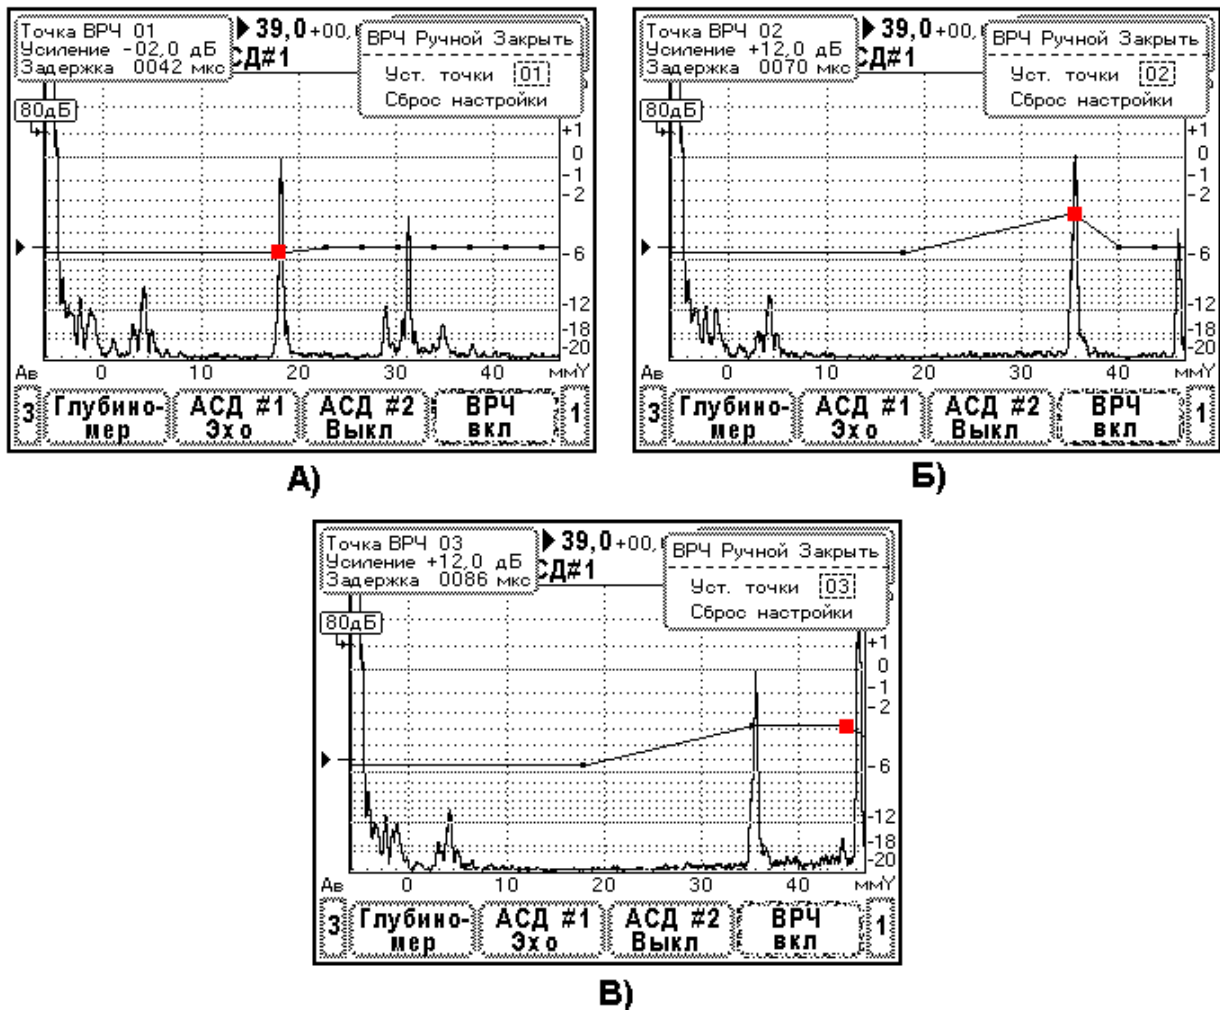 Точка ВРЧ 01
Усиление -02,0 дБ
Задержка 0042 мкс
39,0+00,
СД#1
ВРЧ Ручной Закрыть
Уст. точки 01
Сброс настройки
80дБ
+1
0
-1
-2
-6
-12
-18
-20
Ав 0 10 20 30 40 ммY
3 Глубино- АСД #1 АСД #2 ВРЧ 1
мер Эхо Выкл вкл
А)
Точка ВРЧ 02
Усиление +12,0 дБ
Задержка 0070 мкс
39,0+00,
СД#1
ВРЧ Ручной Закрыть
Уст. точки 02
Сброс настройки
80дБ
+1
0
-1
-2
-6
-12
-18
-20
Ав 0 10 20 30 40 ммY
3 Глубино- АСД #1 АСД #2 ВРЧ 1
мер Эхо Выкл вкл
Б)
Точка ВРЧ 03
Усиление +12,0 дБ
Задержка 0086 мкс
39,0+00,
СД#1
ВРЧ Ручной Закрыть
Уст. точки 03
Сброс настройки
80дБ
+1
0
-1
-2
-6
-12
-18
-20
Ав 0 10 20 30 40 ммY
3 Глубино- АСД #1 АСД #2 ВРЧ 1
мер Эхо Выкл вкл
В)